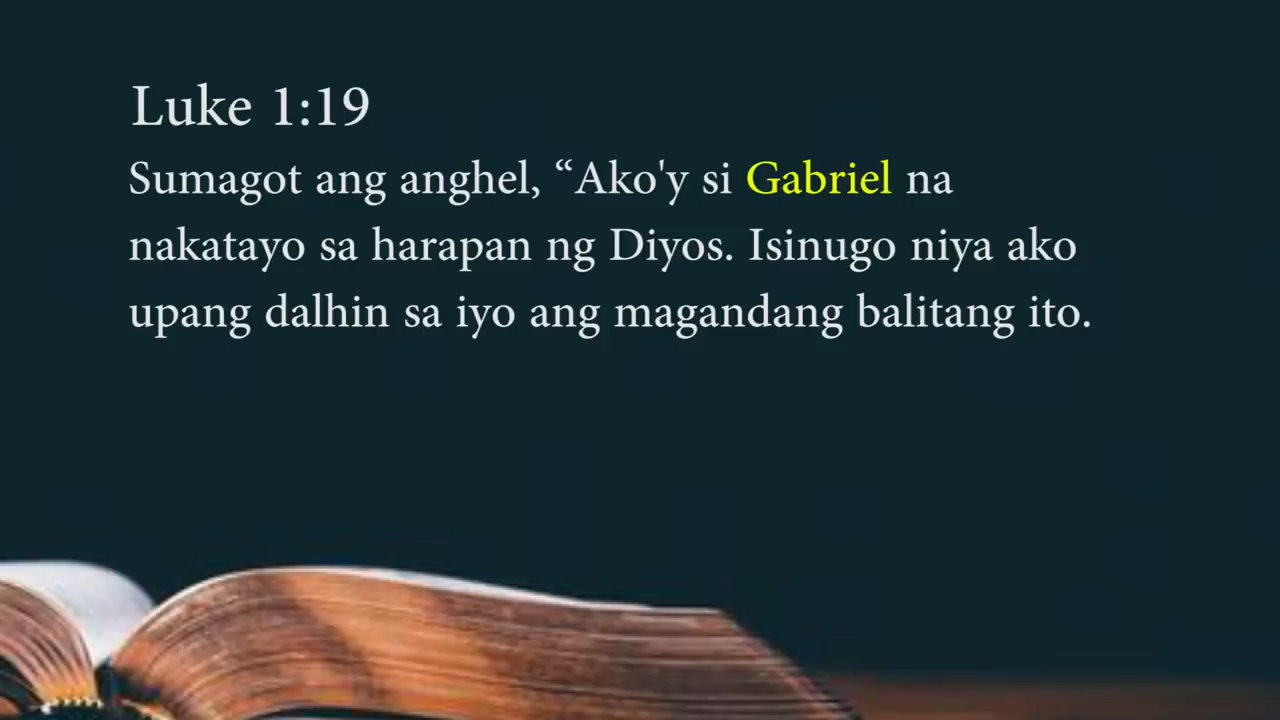 Luke 1:19
Sumagot ang anghel, “Ako'y si Gabriel na
nakatayo sa harapan ng Diyos. Isinugo niya ako
upang dalhin sa iyo ang magandang balitang ito.